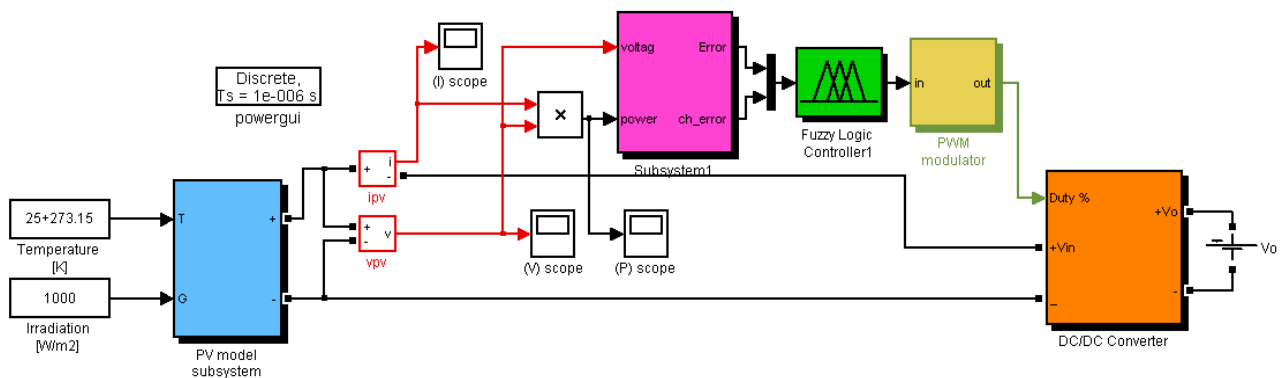 Discrete,
Ts = 1e-006 s
powergui
(I) scope
×
voltag
Error
power
ch_error
Subsystem1
Fuzzy Logic
Controller1
in
out
PWM
modulator
25+273.15
Temperature
[K]
1000
Irradiation
[W/m2]
T
G
+
-
PV model
subsystem
+
i
-
ipv
+
-
v
vpv
(V) scope
(P) scope
Duty %
+Vin
_
+Vo
-
DC/DC Converter
Vo